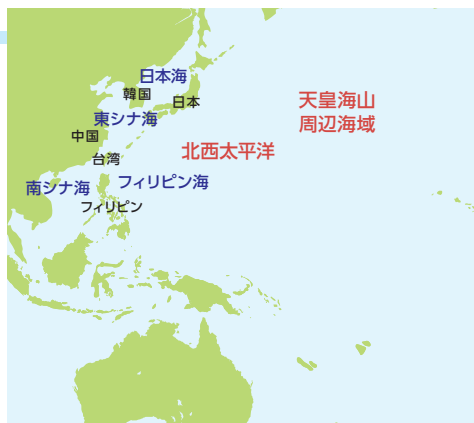 日本海
韓国
日本
天皇海山
周辺海域
東シナ海
中国
北西太平洋
台湾
南シナ海
フィリピン海
フィリピン